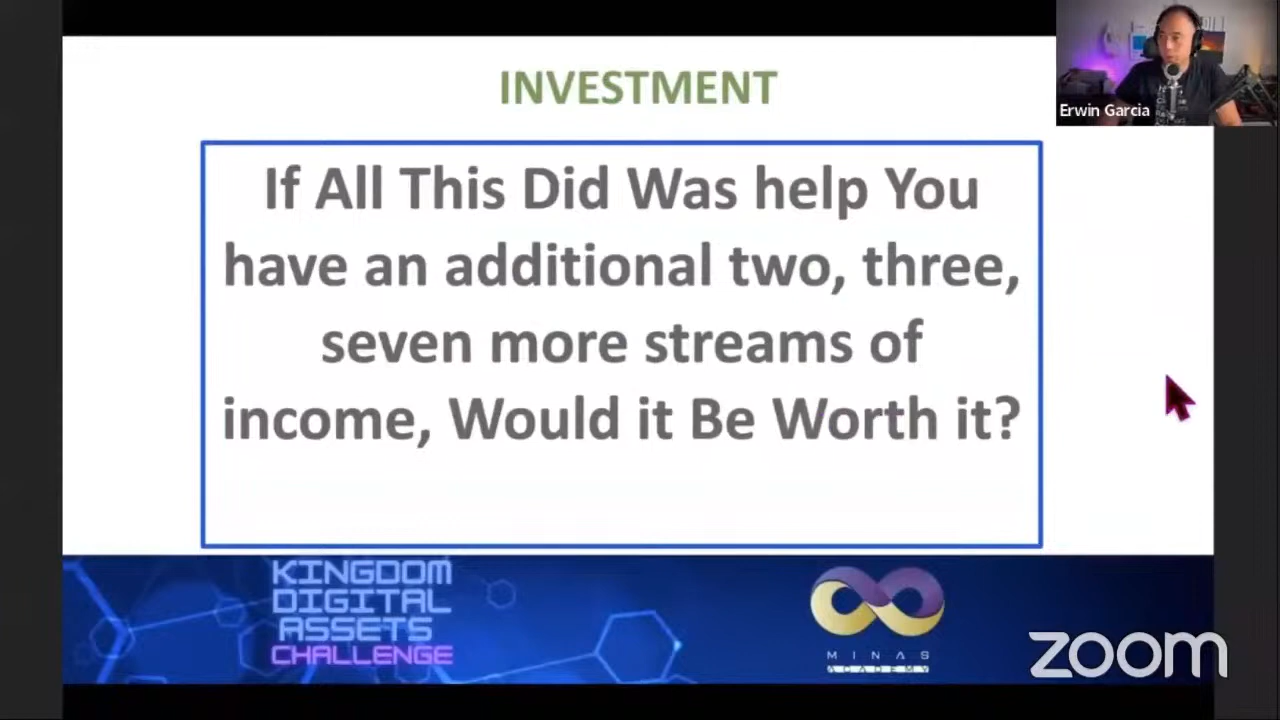 INVESTMENT
Erwin Garcia
If All This Did Was help You
have an additional two, three,
seven more streams of
income, Would it Be Worth it?
KINGDOM
DIGITAL
ASSETS
CHALLENGE
MINAS
ACADEMY
zoom